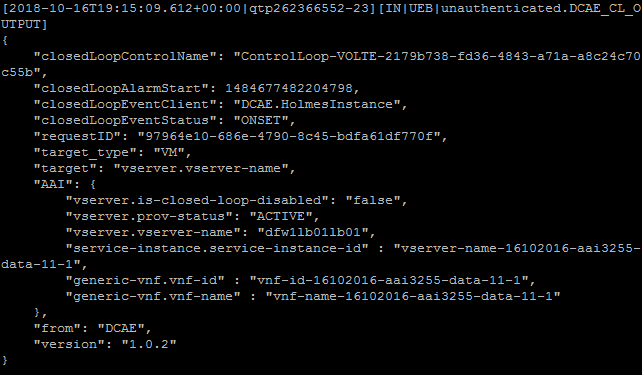 [2018-10-16T19:15:09.612+00:00|qtp262366552-23][IN|UEB|unauthenticated.DCAE_CL_O
UTPUT]
{
    "closedLoopControlName": "ControlLoop-VOLTE-2179b738-fd36-4843-a71a-a8c24c70
c55b",
    "closedLoopAlarmStart": 1484677482204798,
    "closedLoopEventClient": "DCAE.HolmesInstance",
    "closedLoopEventStatus": "ONSET",
    "requestID": "97964e10-686e-4790-8c45-bdfa61df770f",
    "target_type": "VM",
    "target": "vserver.vserver-name",
    "AAI": {
        "vserver.is-closed-loop-disabled": "false",
        "vserver.prov-status": "ACTIVE",
        "vserver.vserver-name": "dfw1lb01lb01",
        "service-instance.service-instance-id" : "vserver-name-16102016-aai3255-
data-11-1",
        "generic-vnf.vnf-id" : "vnf-id-16102016-aai3255-data-11-1",
        "generic-vnf.vnf-name" : "vnf-name-16102016-aai3255-data-11-1"
    },
    "from": "DCAE",
    "version": "1.0.2"
}